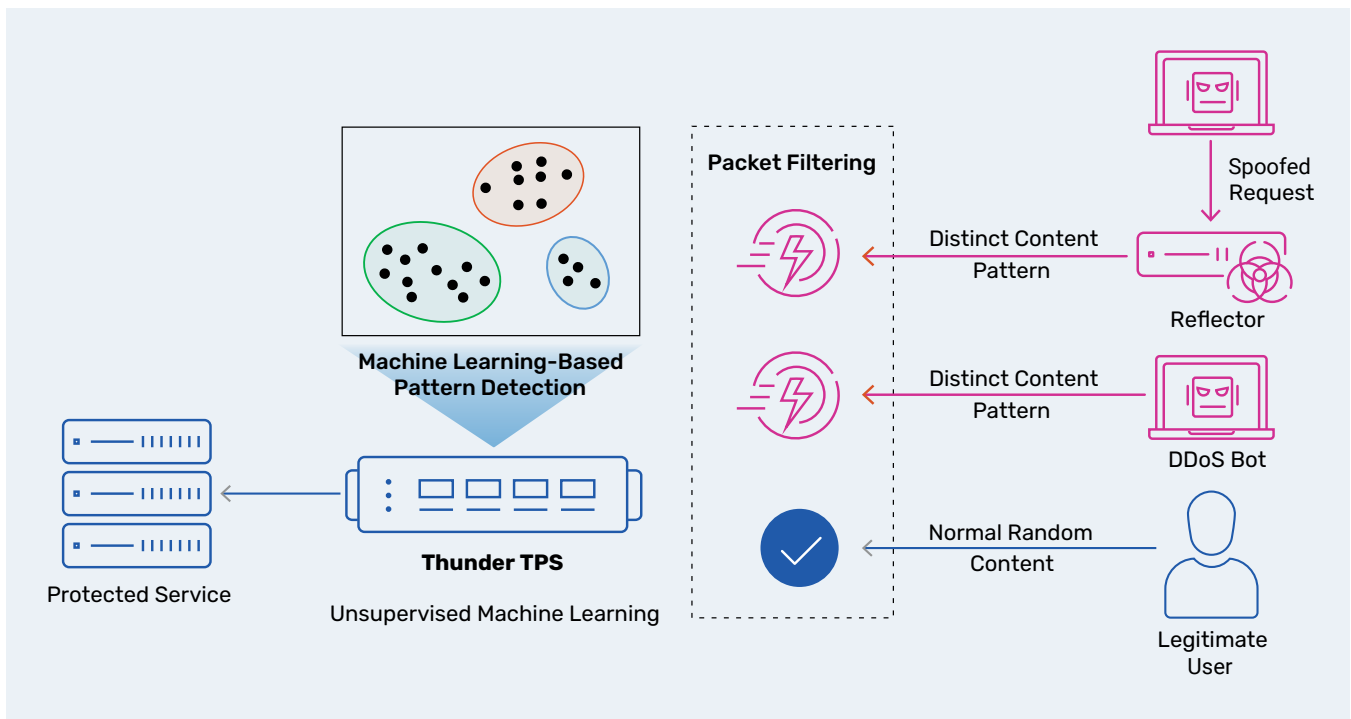 Packet Filtering
Spoofed
Request
Distinct Content
Pattern
Reflector
Machine Learning-Based
Pattern Detection
Distinct Content
Pattern
DDoS Bot
Normal Random
Content
Thunder TPS
Protected Service
Unsupervised Machine Learning
Legitimate
User